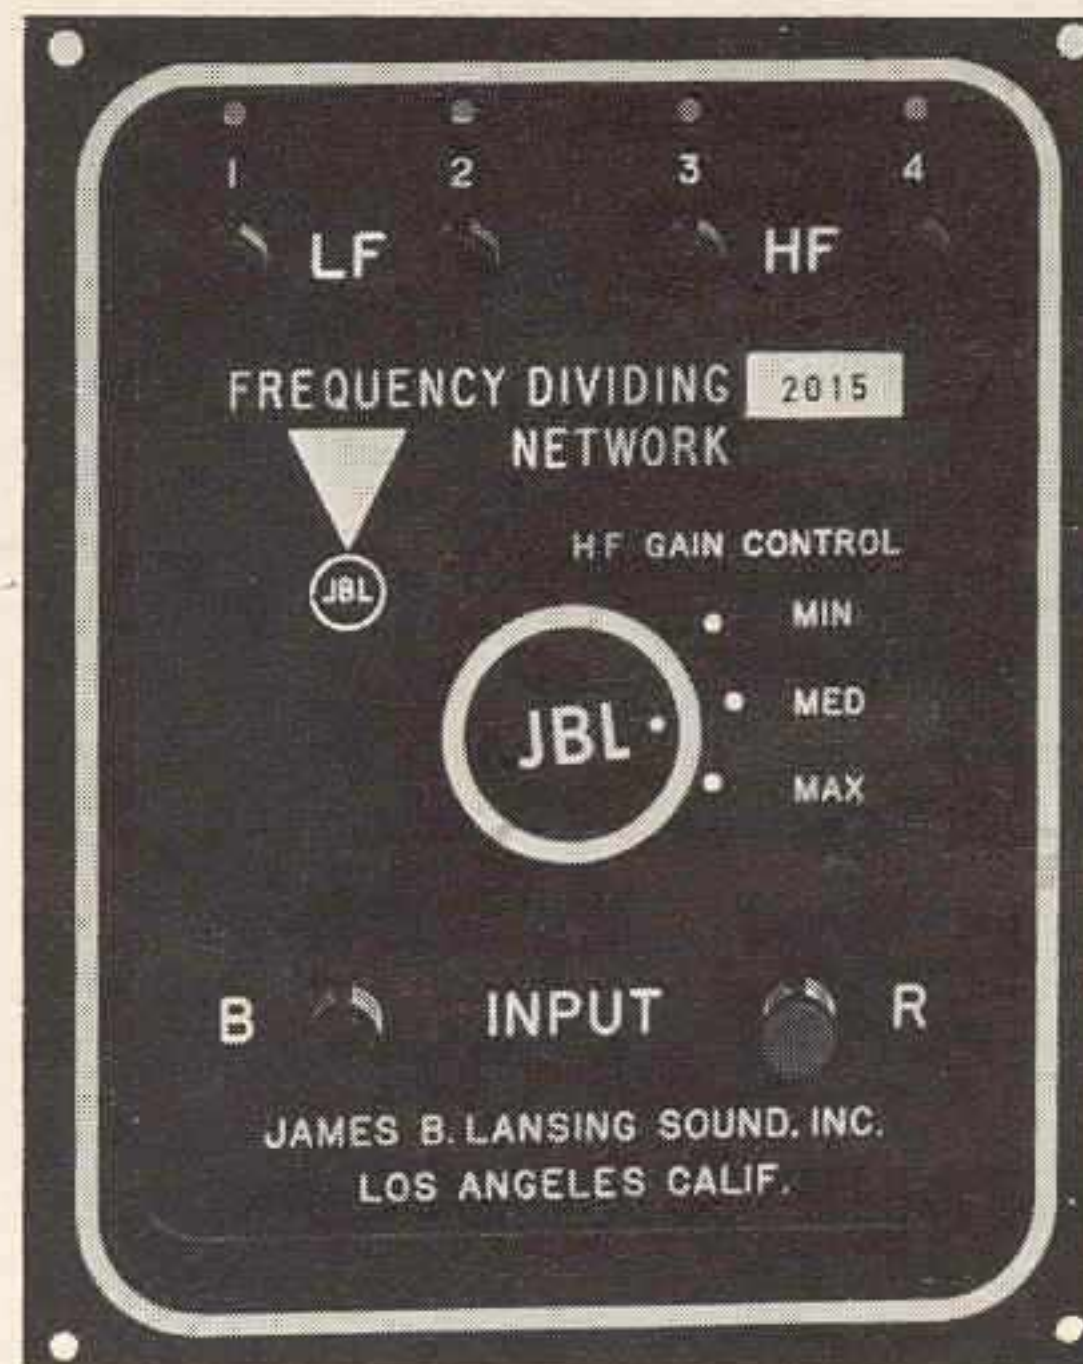 1 2 3 4
LF HF
FREQUENCY DIVIDING 2015
NETWORK
JBL
H.F GAIN CONTROL
MIN
JBL
MED
MAX
B INPUT R
JAMES B. LANSING SOUND. INC.
LOS ANGELES CALIF.